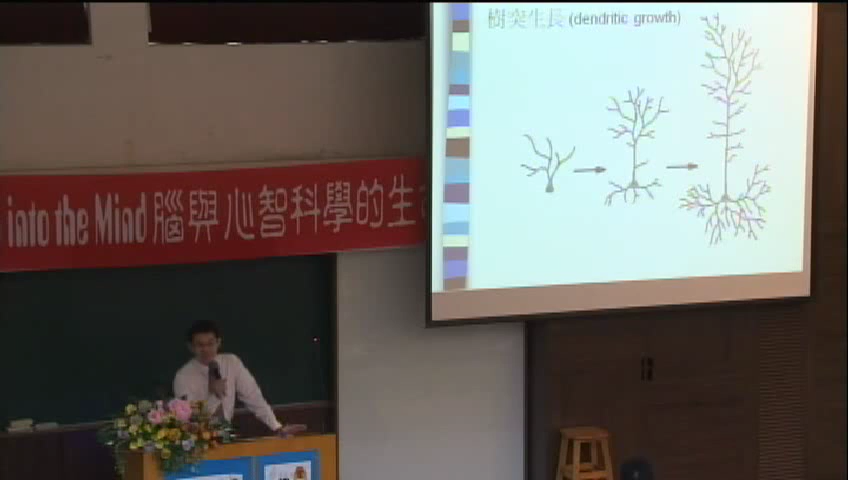 樹突生長 (dendritic growth)
into the Mind 腦與心智科學的生